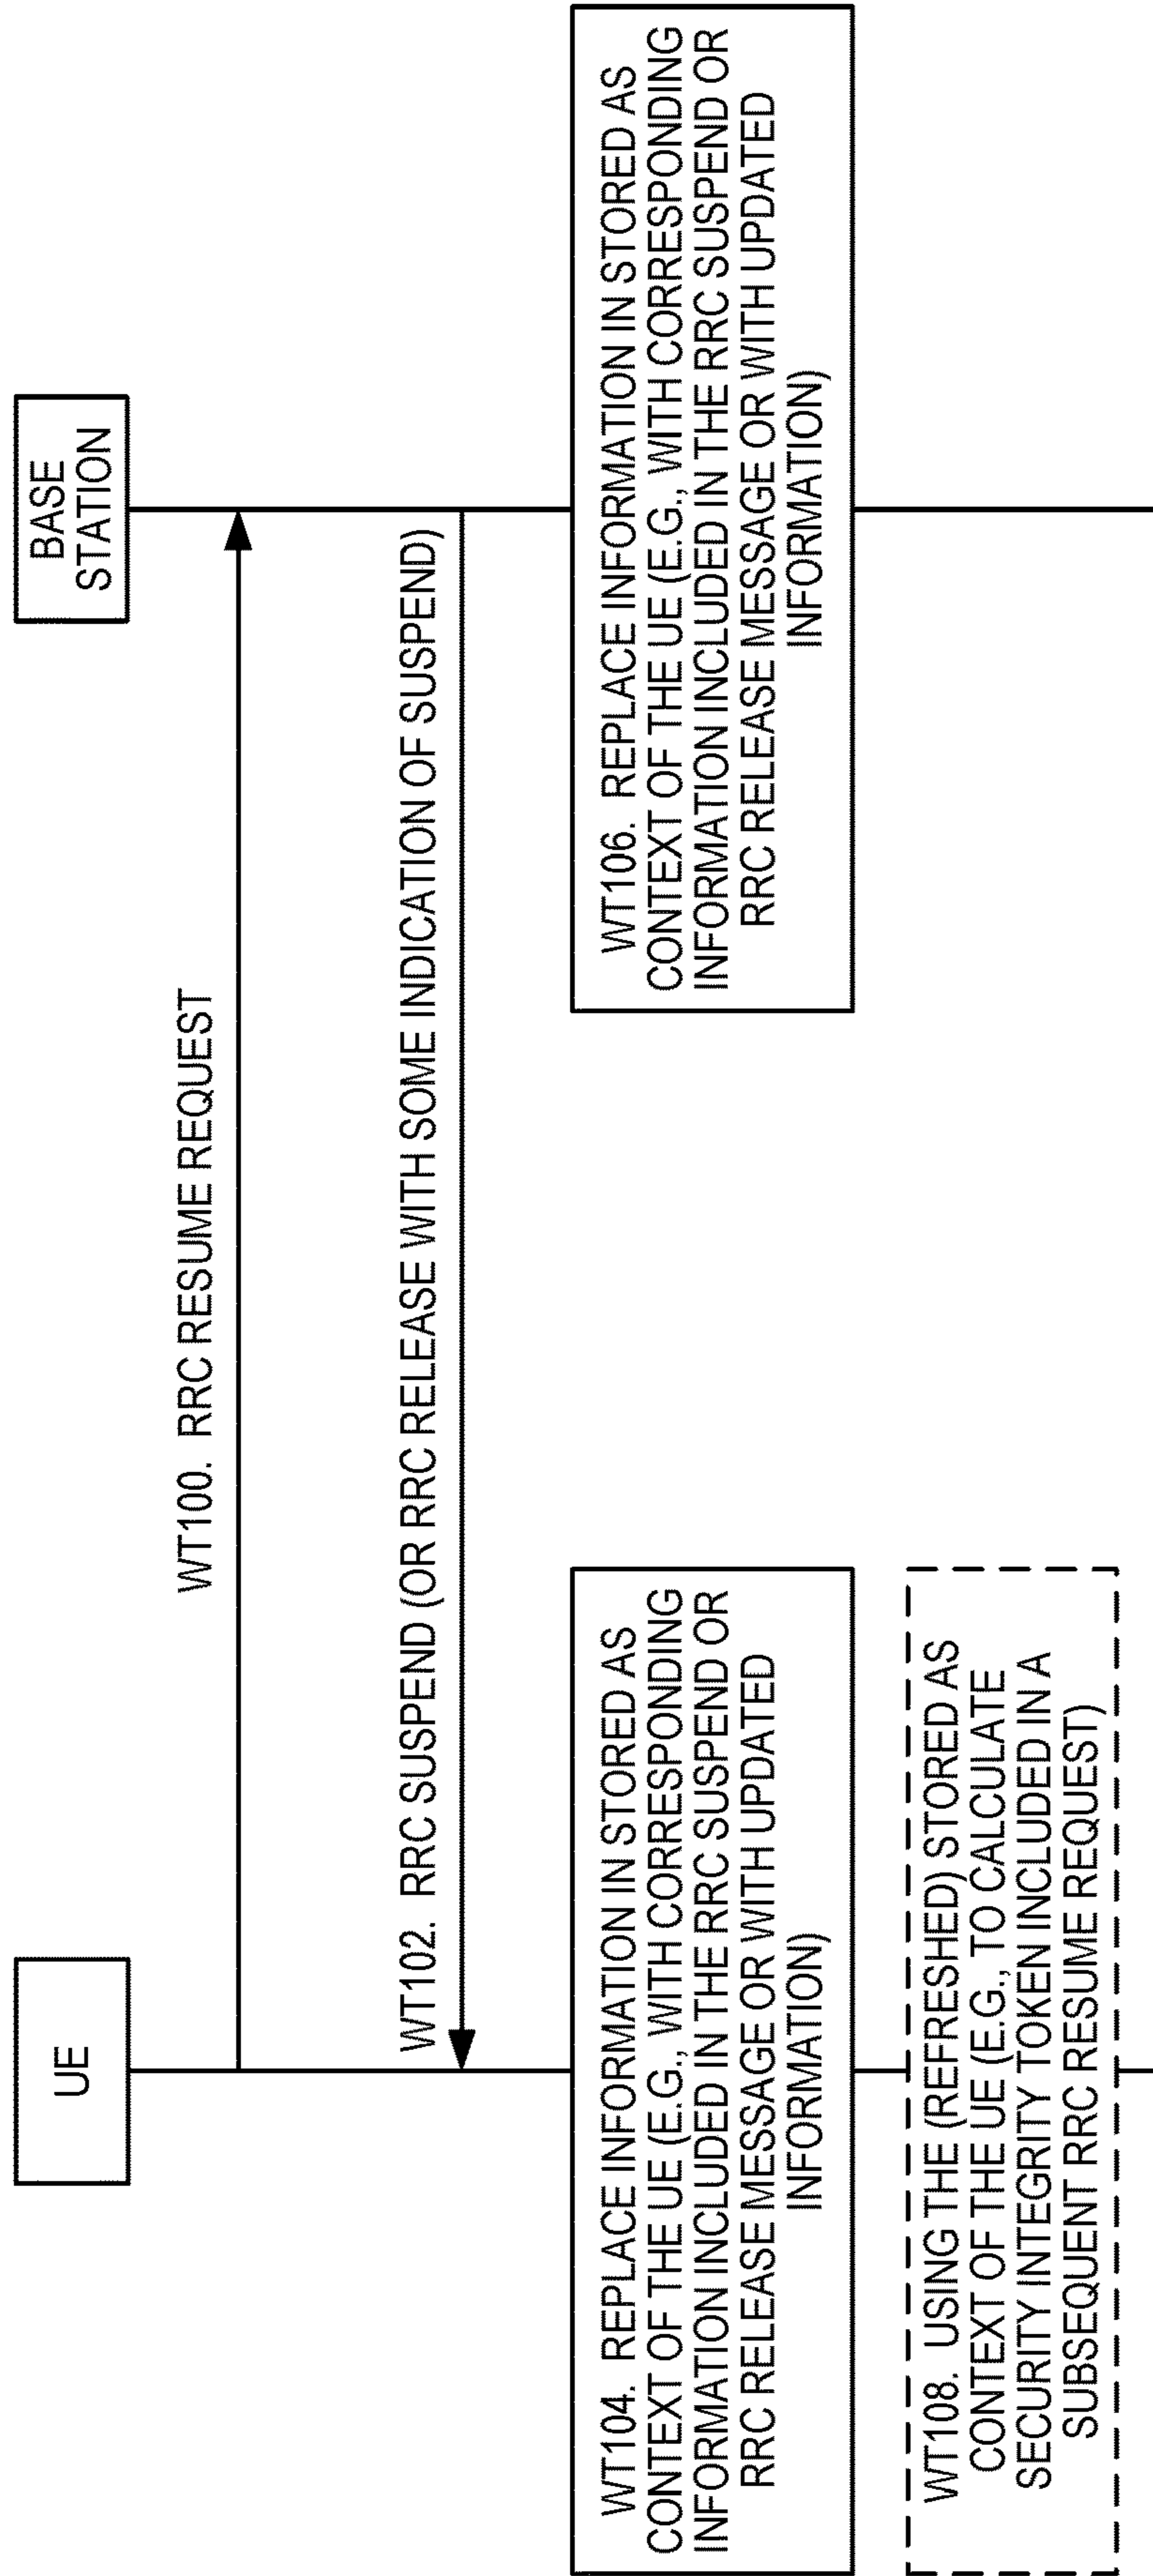 UE
BASE
STATION
WT100. RRC RESUME REQUEST
WT102. RRC SUSPEND (OR RRC RELEASE WITH SOME INDICATION OF SUSPEND)
WT104. REPLACE INFORMATION IN STORED AS
CONTEXT OF THE UE (E.G., WITH CORRESPONDING
INFORMATION INCLUDED IN THE RRC SUSPEND OR
RRC RELEASE MESSAGE OR WITH UPDATED
INFORMATION)
WT106. REPLACE INFORMATION IN STORED AS
CONTEXT OF THE UE (E.G., WITH CORRESPONDING
INFORMATION INCLUDED IN THE RRC SUSPEND OR
RRC RELEASE MESSAGE OR WITH UPDATED
INFORMATION)
WT108. USING THE (REFRESHED) STORED AS
CONTEXT OF THE UE (E.G., TO CALCULATE
SECURITY INTEGRITY TOKEN INCLUDED IN A
SUBSEQUENT RRC RESUME REQUEST)